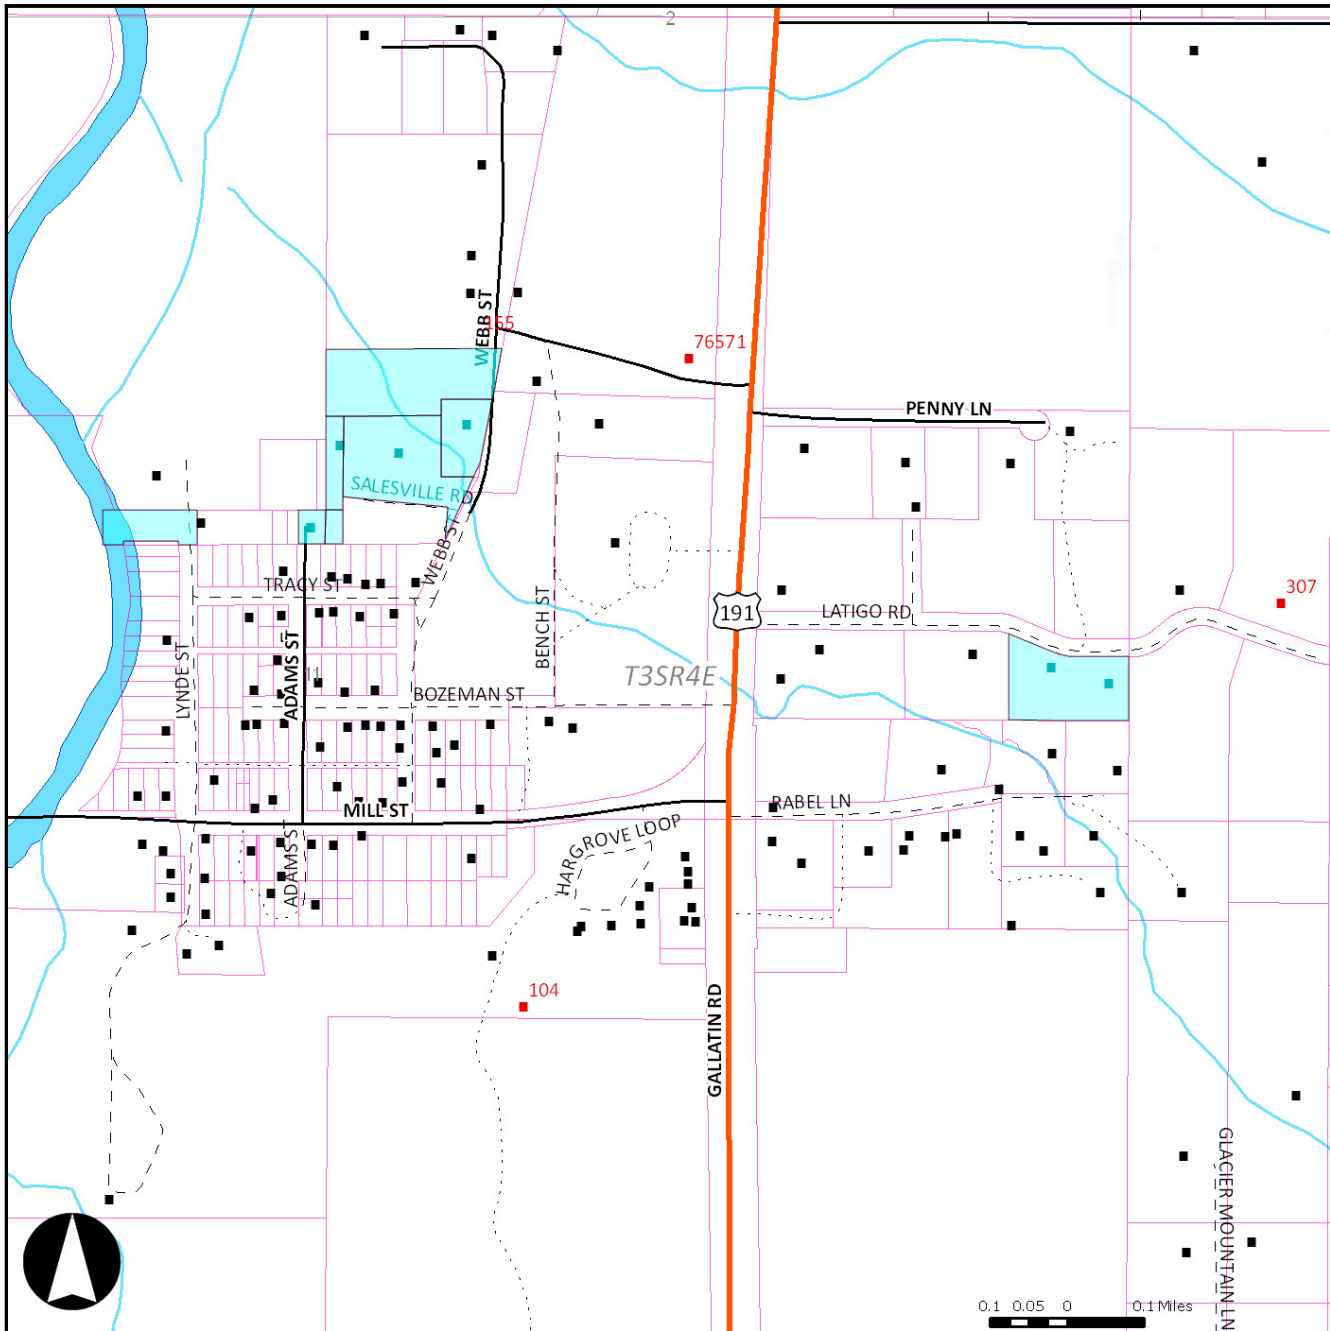 2
WEBB ST
155
76571
PENNY LN
SALESVILLE RD
WEBB ST
TRACY ST
307
191
LATIGO RD
BENCH ST
LYNDE ST
ADAMS ST
11
T3SR4E
BOZEMAN ST
MILL ST
RABEL LN
HARGROVE LOOP
ADAMS ST
104
GALLATIN RD
GLACIER MOUNTAIN LN
0.1 0.05 0 0.1 Miles